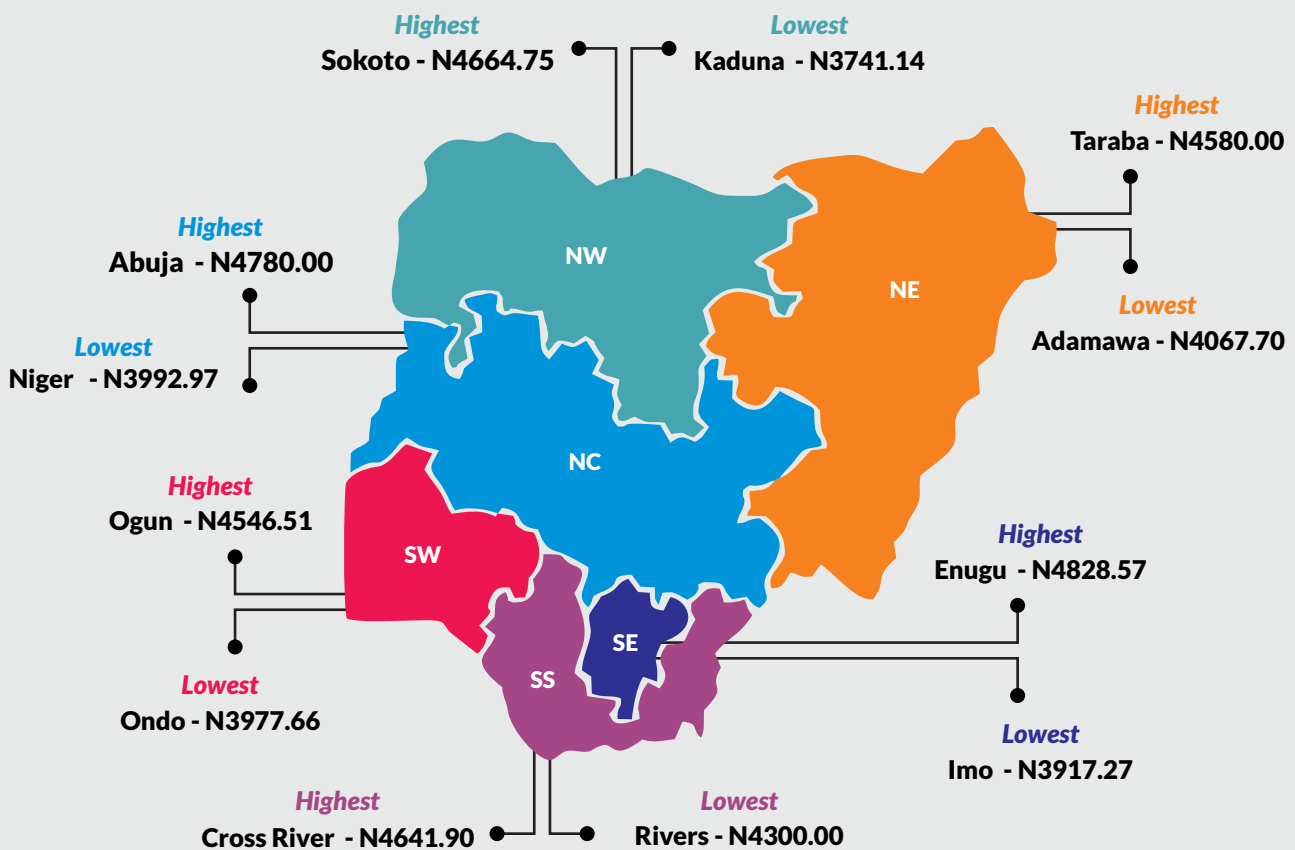 Highest
Sokoto - N4664.75
Lowest
Kaduna - N3741.14
Highest
Taraba - N4580.00
Highest
Abuja - N4780.00
NW
NE
Lowest
Adamawa - N4067.70
Lowest
Niger - N3992.97
NC
Highest
Ogun - N4546.51
SW
Highest
Enugu - N4828.57
SE
SS
Lowest
Ondo - N3977.66
Lowest
Imo - N3917.27
Highest
Cross River - N4641.90
Lowest
Rivers - N4300.00